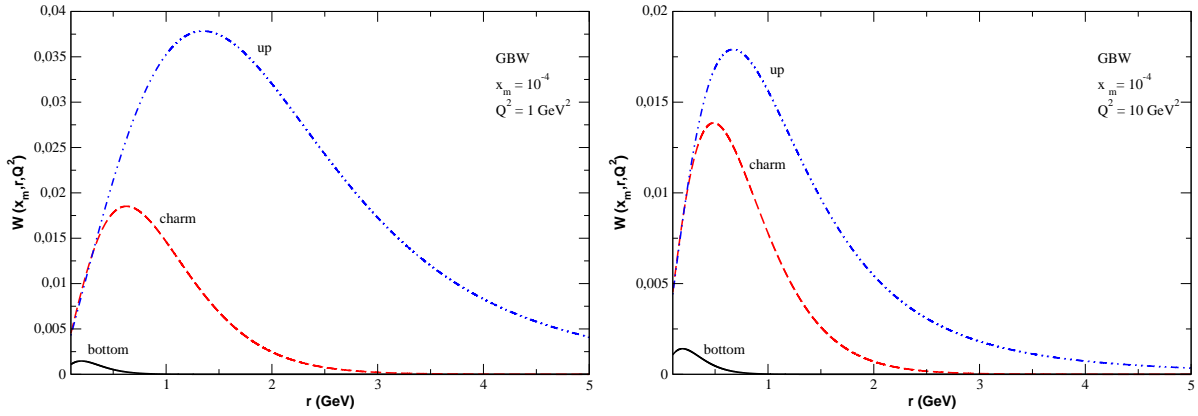 0,04
0,035
0,03
0,025
0,02
0,015
0,01
0,005
0
W (x_m,r,Q^2)
up
charm
bottom
GBW
x_m = 10^-4
Q^2 = 1 GeV^2
1 2 3 4 5
r (GeV)
0,02
0,015
0,01
0,005
0
W (x_m,r,Q^2)
up
charm
bottom
GBW
x_m = 10^-4
Q^2 = 10 GeV^2
1 2 3 4 5
r (GeV)